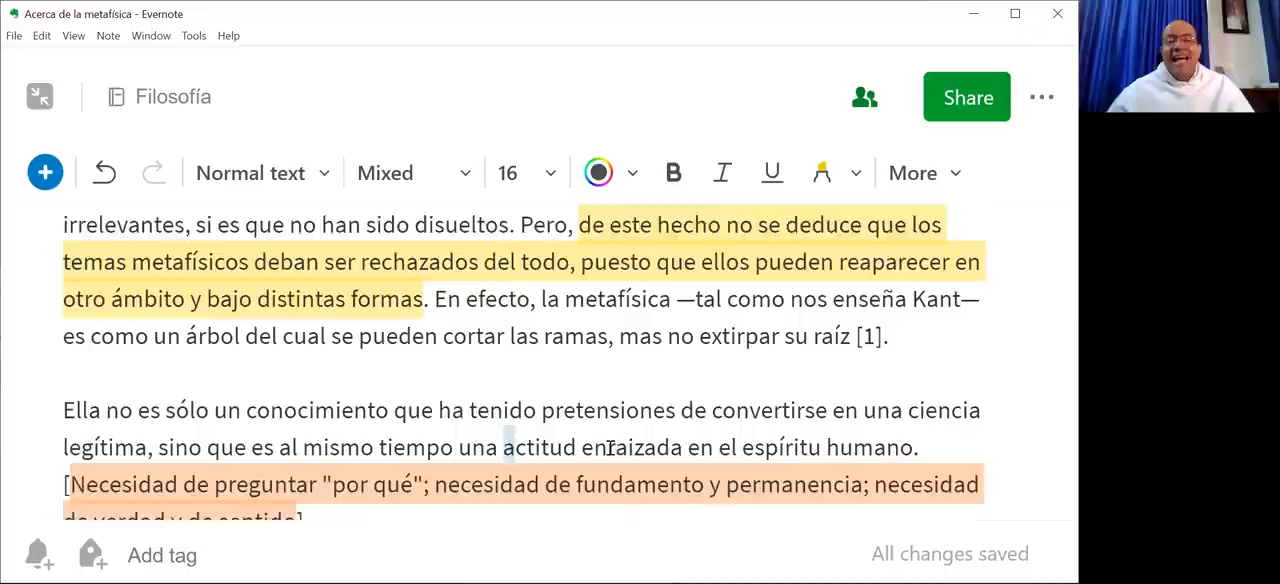 Acerca de la metafísica - Evernote
File Edit View Note Window Tools Help
Filosofía
Share
Normal text Mixed 16 B I U More
irrelevantes, si es que no han sido disueltos. Pero, de este hecho no se deduce que los
temas metafísicos deban ser rechazados del todo, puesto que ellos pueden reaparecer en
otro ámbito y bajo distintas formas. En efecto, la metafísica —tal como nos enseña Kant—
es como un árbol del cual se pueden cortar las ramas, mas no extirpar su raíz [1].
Ella no es sólo un conocimiento que ha tenido pretensiones de convertirse en una ciencia
legítima, sino que es al mismo tiempo una actitud enraizada en el espíritu humano.
[Necesidad de preguntar "por qué"; necesidad de fundamento y permanencia; necesidad
de verdad y de sentido]
Add tag
All changes saved